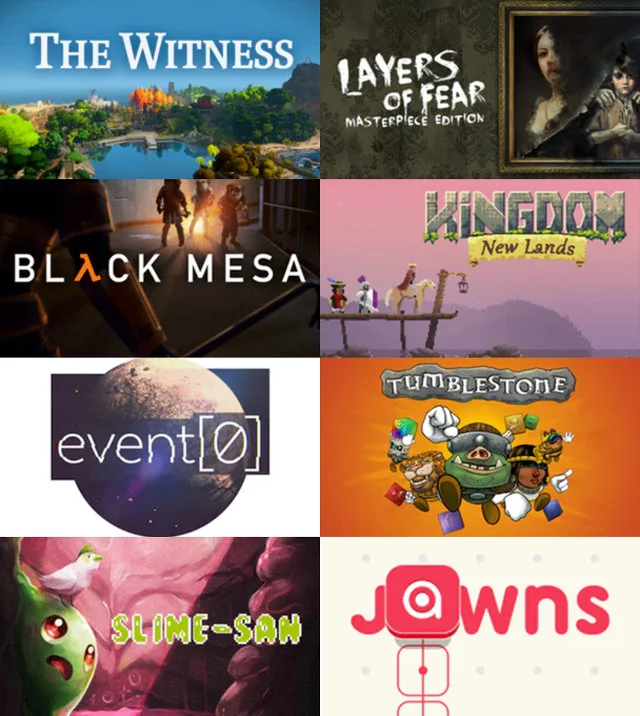 THE WITNESS
LAYERS
OF FEAR
MASTERPIECE EDITION
BLλCK MESA
KINGDOM
New Lands
event[0]
TUMBLESTONE
SLIME-SAN
Jawns